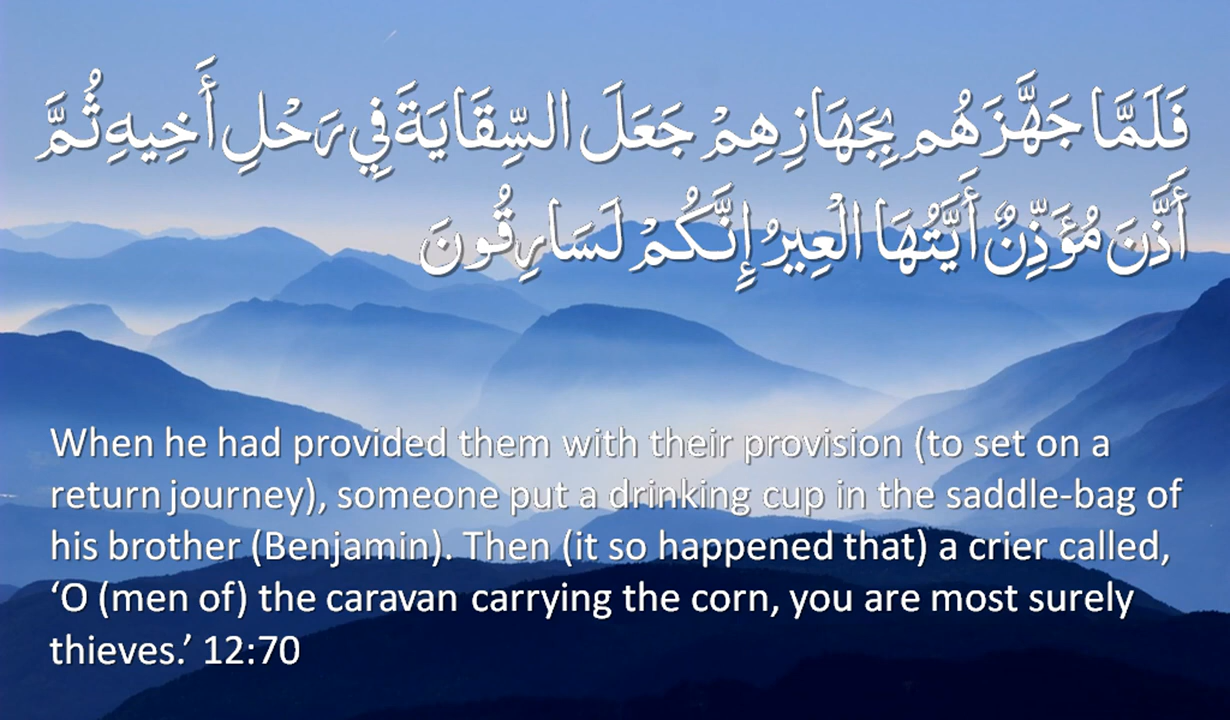 فَلَمَّا جَهَّزَهُم بِجَهَازِهِمْ جَعَلَ السِّقَايَةَ فِي رَحْلِ أَخِيهِ ثُمَّ
أَذَّنَ مُؤَذِّنٌ أَيَّتُهَا الْعِيرُ إِنَّكُمْ لَسَارِقُونَ
When he had provided them with their provision (to set on a
return journey), someone put a drinking cup in the saddle-bag of
his brother (Benjamin). Then (it so happened that) a crier called,
‘O (men of) the caravan carrying the corn, you are most surely
thieves.’ 12:70